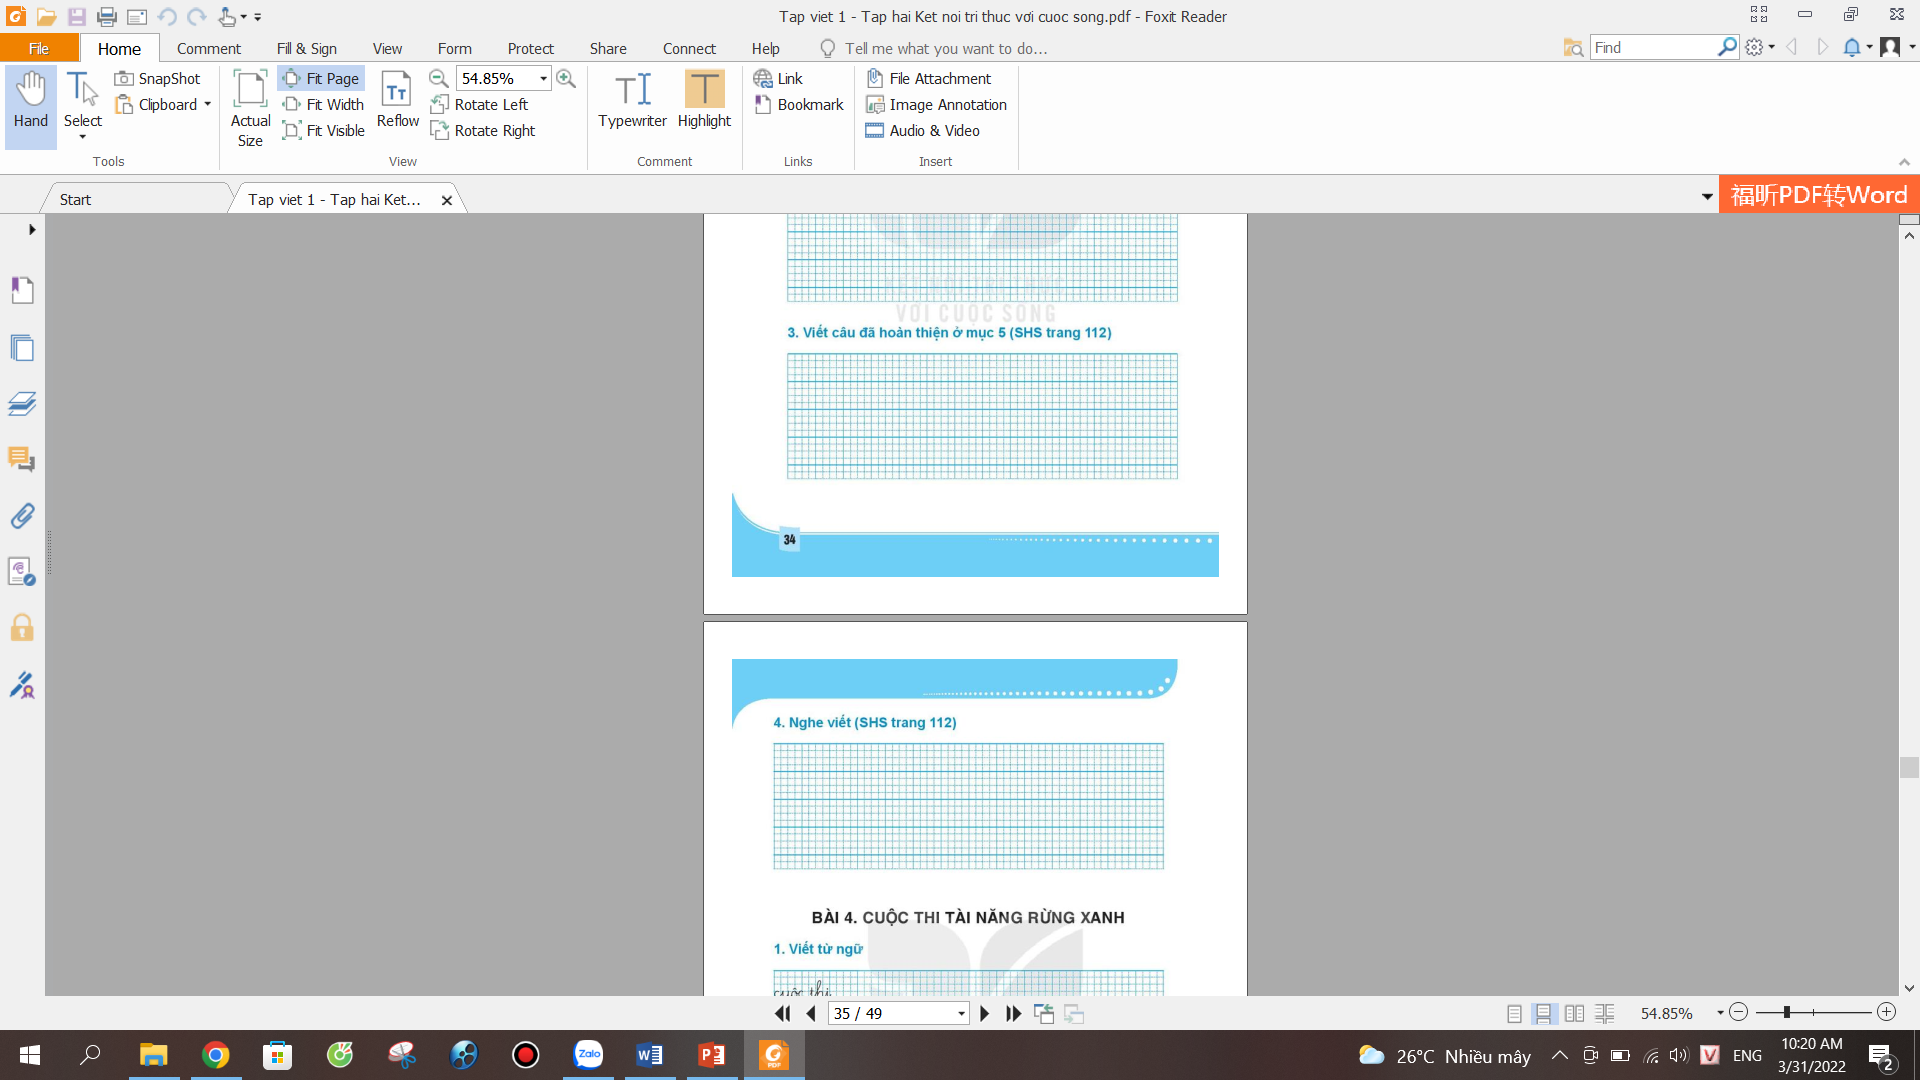 Tap viet 1 - Tap hai Ket noi tri thuc vơi cuoc song.pdf - Foxit Reader
File
Home
Comment
Fill & Sign
View
Form
Protect
Share
Connect
Help
Tell me what you want to do...
Find
Hand
Select
SnapShot
Clipboard
Tools
Actual Size
Fit Page
Fit Width
Fit Visible
Reflow
54.85%
Rotate Left
Rotate Right
View
Typewriter
Highlight
Comment
Link
Bookmark
Links
File Attachment
Image Annotation
Audio & Video
Insert
Start
Tap viet 1 - Tap hai Ket...
福昕PDF转Word
VỚI CUỘC SỐNG
3. Viết câu đã hoàn thiện ở mục 5 (SHS trang 112)
34
4. Nghe viết (SHS trang 112)
BÀI 4. CUỘC THI TÀI NĂNG RỪNG XANH
1. Viết từ ngữ
cuộc thi
35 / 49
54.85%
Zalo
26°C Nhiều mây
ENG
10:20 AM
3/31/2022
2